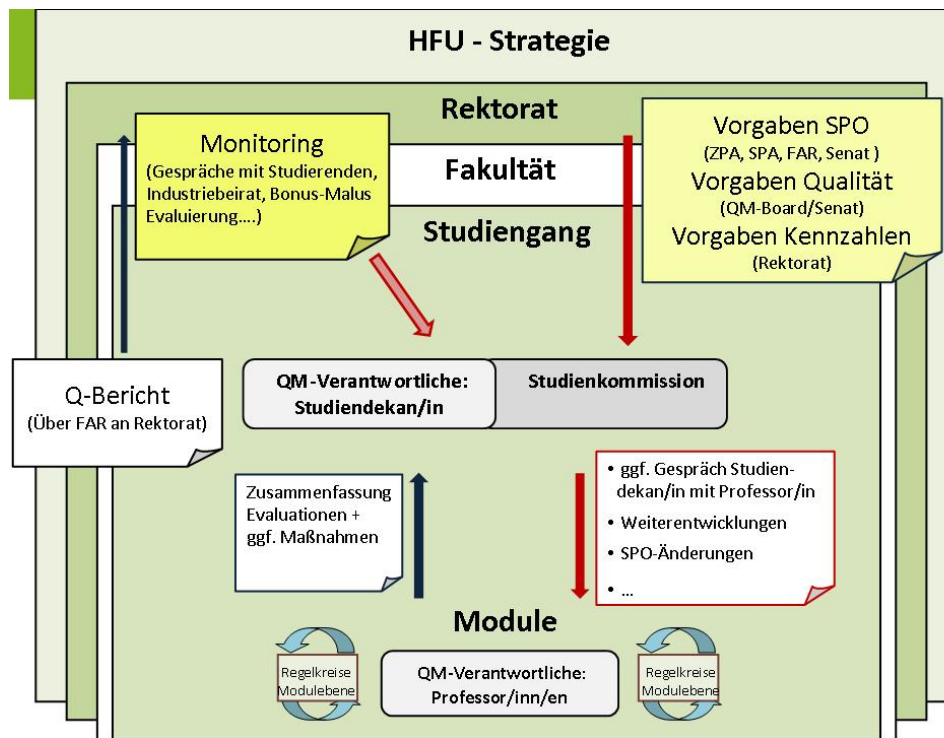 HFU - Strategie
Rektorat
Fakultät
Studiengang
Monitoring
(Gespräche mit Studierenden,
Industriebeirat, Bonus-Malus
Evaluierung....)
Vorgaben SPO
(ZPA, SPA, FAR, Senat )
Vorgaben Qualität
(QM-Board/Senat)
Vorgaben Kennzahlen
(Rektorat)
Q-Bericht
(Über FAR an Rektorat)
QM-Verantwortliche:
Studiendekan/in
Studienkommission
Zusammenfassung
Evaluationen +
ggf. Maßnahmen
• ggf. Gespräch Studien-
dekan/in mit Professor/in
• Weiterentwicklungen
• SPO-Änderungen
• ...
Module
Regelkreise
Modulebene
QM-Verantwortliche:
Professor/inn/en
Regelkreise
Modulebene